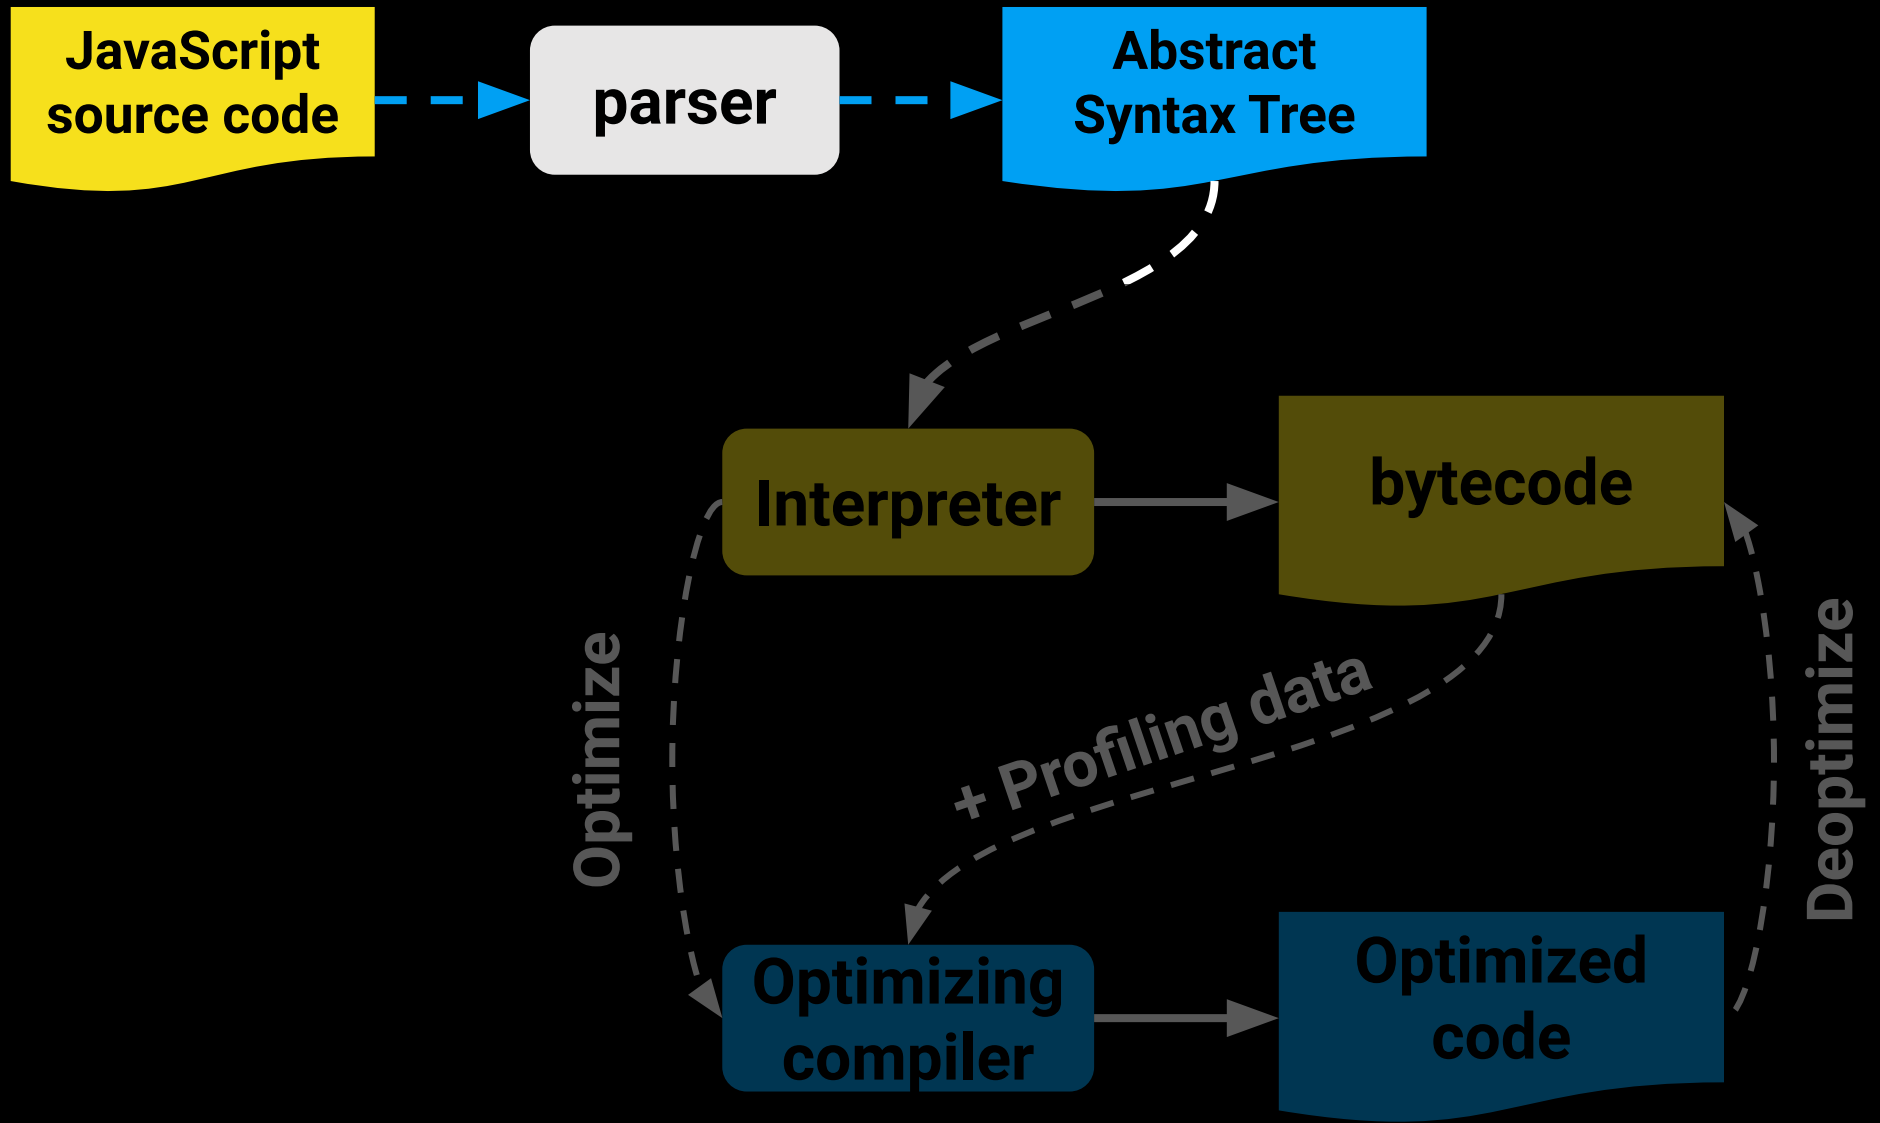 JavaScript
source code
parser
Abstract
Syntax Tree
Interpreter
bytecode
Optimize
+ Profiling data
Deoptimize
Optimizing
compiler
Optimized
code